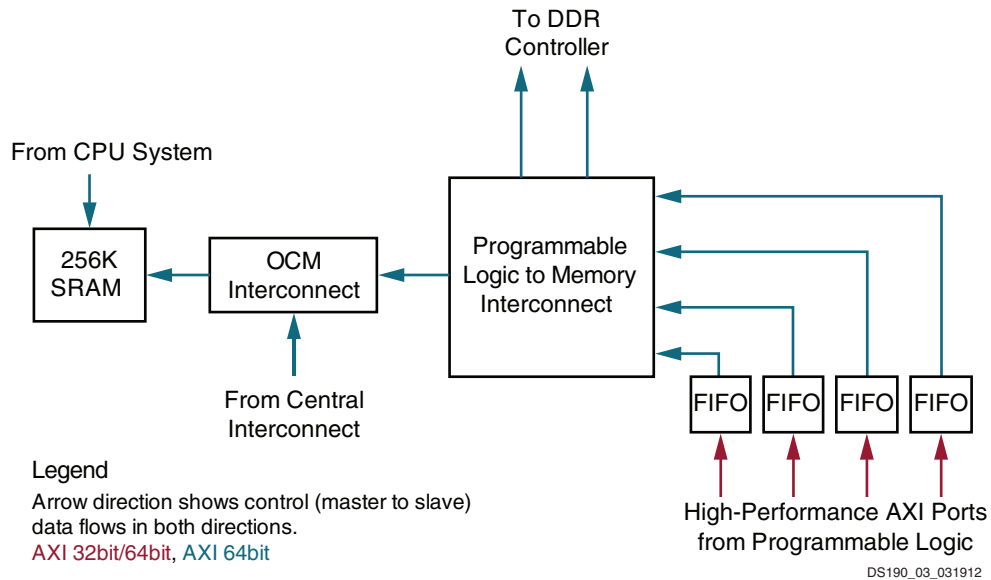 To DDR
Controller
From CPU System
256K
SRAM
OCM
Interconnect
Programmable
Logic to Memory
Interconnect
From Central
Interconnect
FIFO FIFO FIFO FIFO
High-Performance AXI Ports
from Programmable Logic
Legend
Arrow direction shows control (master to slave)
data flows in both directions.
AXI 32bit/64bit, AXI 64bit
DS190_03_031912